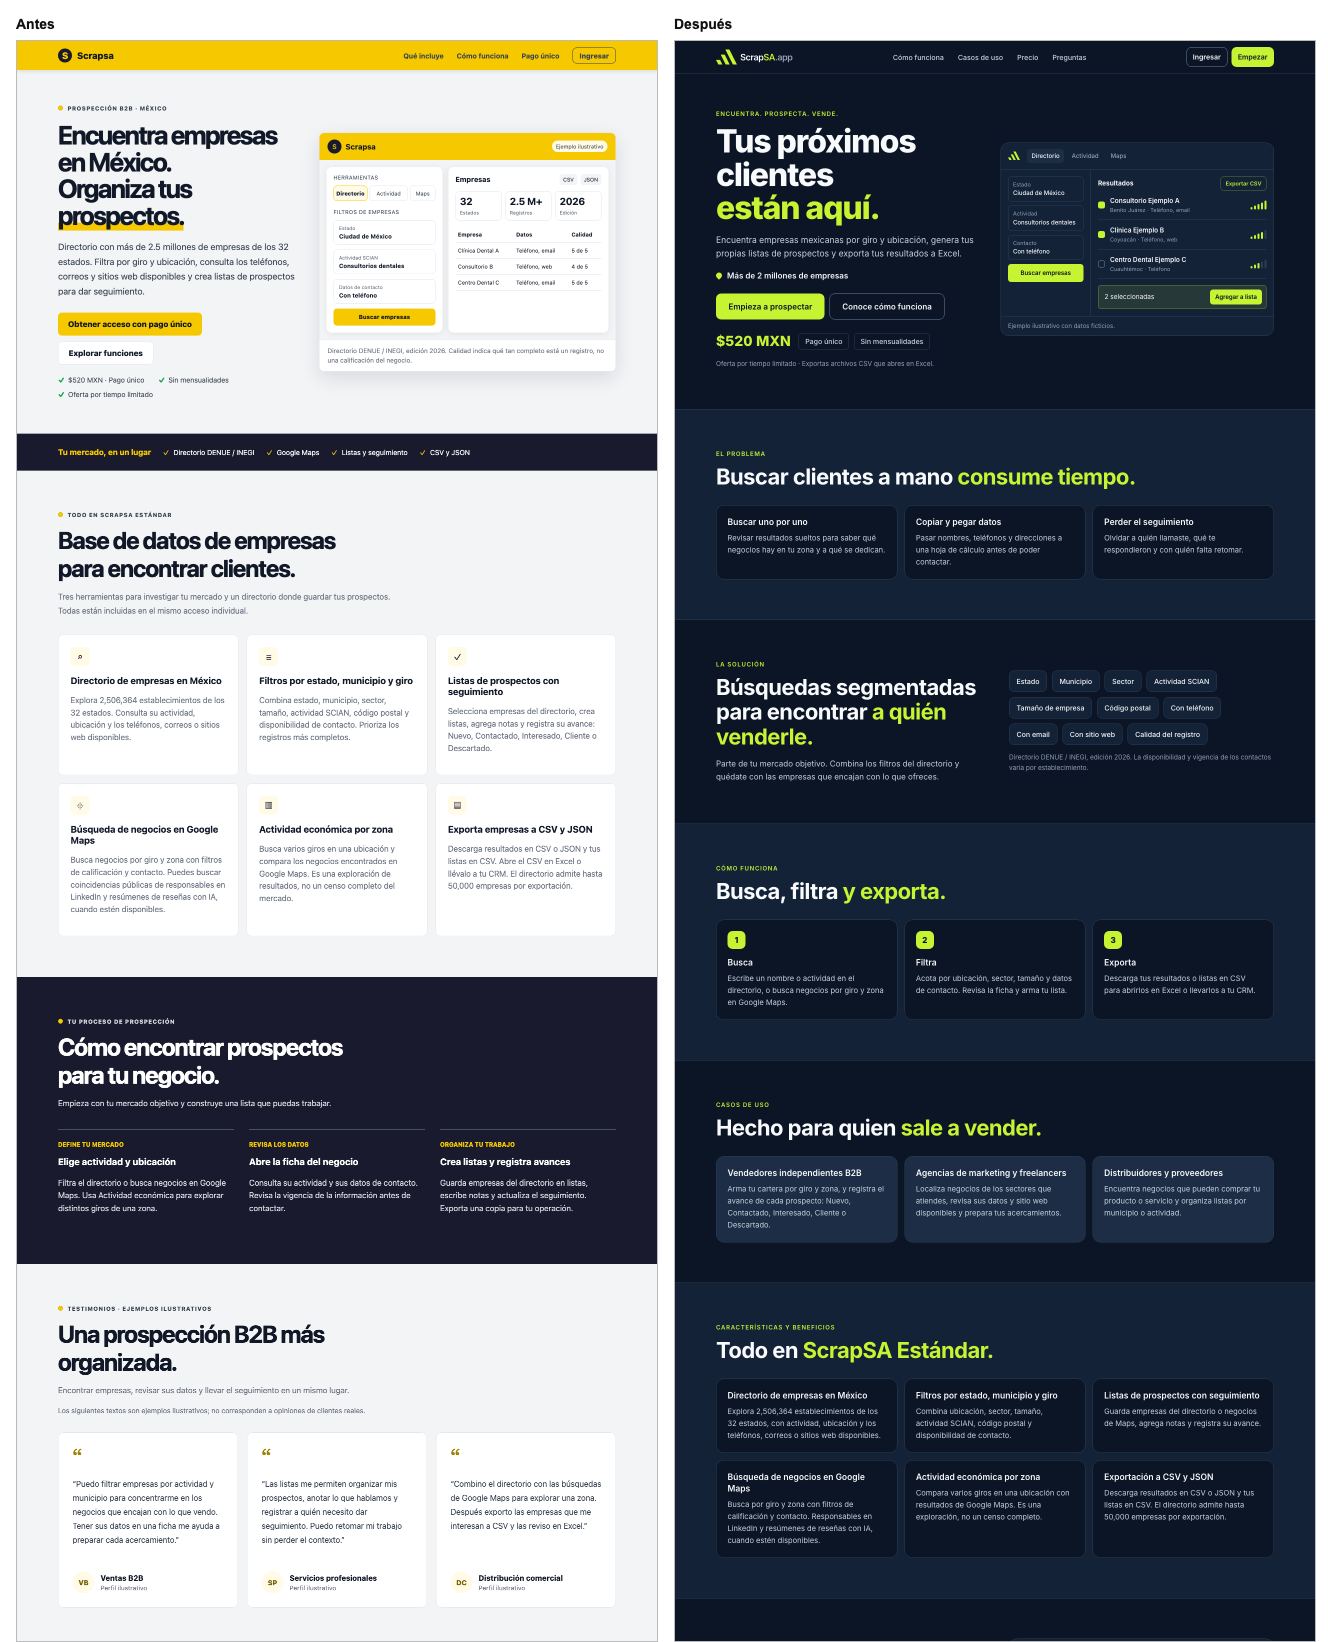 Antes
S Scrapsa
Qué incluye
Cómo funciona
Pago único
Ingresar
PROSPECCIÓN B2B · MÉXICO
Encuentra empresas
en México.
Organiza tus
prospectos.
Directorio con más de 2.5 millones de empresas de los 32
estados. Filtra por giro y ubicación, consulta los teléfonos,
correos y sitios web disponibles y crea listas de prospectos
para dar seguimiento.
Obtener acceso con pago único
Explorar funciones
$520 MXN · Pago único
Sin mensualidades
Oferta por tiempo limitado
S Scrapsa
Ejemplo ilustrativo
HERRAMIENTAS
Directorio
Actividad
Maps
FILTROS DE EMPRESAS
Estado
Ciudad de México
Actividad SCIAN
Consultorios dentales
Datos de contacto
Con teléfono
Buscar empresas
Empresas
CSV
JSON
32
Estados
2.5 M+
Registros
2026
Edición
Empresa Datos Calidad
Clínica Dental A Teléfono, email 5 de 5
Consultorio B Teléfono, web 4 de 5
Centro Dental C Teléfono, email 5 de 5
Directorio DENUE / INEGI, edición 2026. Calidad indica qué tan completo está un registro, no
una calificación del negocio.
Tu mercado, en un lugar
Directorio DENUE / INEGI
Google Maps
Listas y seguimiento
CSV y JSON
TODO EN SCRAPSA ESTÁNDAR
Base de datos de empresas
para encontrar clientes.
Tres herramientas para investigar tu mercado y un directorio donde guardar tus prospectos.
Todas están incluidas en el mismo acceso individual.
Directorio de empresas en México
Explora 2,506,364 establecimientos de los
32 estados. Consulta su actividad,
ubicación y los teléfonos, correos o sitios
web disponibles.
Filtros por estado, municipio y giro
Combina estado, municipio, sector,
tamaño, actividad SCIAN, código postal y
disponibilidad de contacto. Prioriza los
registros más completos.
Listas de prospectos con
seguimiento
Selecciona empresas del directorio, crea
listas, agrega notas y registra su avance:
Nuevo, Contactado, Interesado, Cliente o
Descartado.
Búsqueda de negocios en Google
Maps
Busca negocios por giro y zona con filtros
de calificación y contacto. Puedes buscar
coincidencias públicas de responsables en
LinkedIn y resúmenes de reseñas con IA,
cuando estén disponibles.
Actividad económica por zona
Busca varios giros en una ubicación y
compara los negocios encontrados en
Google Maps. Es una exploración de
resultados, no un censo completo del
mercado.
Exporta empresas a CSV y JSON
Descarga resultados en CSV o JSON y tus
listas en CSV. Abre el CSV en Excel o
llévalo a tu CRM. El directorio admite hasta
50,000 empresas por exportación.
TU PROCESO DE PROSPECCIÓN
Cómo encontrar prospectos
para tu negocio.
Empieza con tu mercado objetivo y construye una lista que puedas trabajar.
DEFINE TU MERCADO
Elige actividad y ubicación
Filtra el directorio o busca negocios en Google
Maps. Usa Actividad económica para explorar
distintos giros de una zona.
REVISA LOS DATOS
Abre la ficha del negocio
Consulta su actividad y sus datos de contacto.
Revisa la vigencia de la información antes de
contactar.
ORGANIZA TU TRABAJO
Crea listas y registra avances
Guarda empresas del directorio en listas,
escribe notas y actualiza el seguimiento.
Exporta una copia para tu operación.
TESTIMONIOS · EJEMPLOS ILUSTRATIVOS
Una prospección B2B más
organizada.
Encontrar empresas, revisar sus datos y llevar el seguimiento en un mismo lugar.
Los siguientes textos son ejemplos ilustrativos; no corresponden a opiniones de clientes reales.
“
“Puedo filtrar empresas por actividad y
municipio para concentrarme en los
negocios que encajan con lo que vendo.
Tener sus datos en una ficha me ayuda a
preparar cada acercamiento.”
VB
Ventas B2B
Perfil ilustrativo
“
“Las listas me permiten organizar mis
prospectos, anotar lo que hablamos y
registrar a quién necesito dar
seguimiento. Puedo retomar mi trabajo
sin perder el contexto.”
SP
Servicios profesionales
Perfil ilustrativo
“
“Combino el directorio con las búsquedas
de Google Maps para explorar una zona.
Después exporto las empresas que me
interesan a CSV y las reviso en Excel.”
DC
Distribución comercial
Perfil ilustrativo
Después
ScrapSA.app
Cómo funciona
Casos de uso
Precio
Preguntas
Ingresar
Empezar
ENCUENTRA. PROSPECTA. VENDE.
Tus próximos
clientes
están aquí.
Encuentra empresas mexicanas por giro y ubicación, genera tus
propias listas de prospectos y exporta tus resultados a Excel.
Más de 2 millones de empresas
Empieza a prospectar
Conoce cómo funciona
$520 MXN
Pago único
Sin mensualidades
Oferta por tiempo limitado · Exportas archivos CSV que abres en Excel.
Directorio
Actividad
Maps
Estado
Ciudad de México
Actividad
Consultorios dentales
Contacto
Con teléfono
Buscar empresas
Resultados
Exportar CSV
Consultorio Ejemplo A
Benito Juárez · Teléfono, email
Clínica Ejemplo B
Coyoacán · Teléfono, web
Centro Dental Ejemplo C
Cuauhtémoc · Teléfono
2 seleccionadas
Agregar a lista
Ejemplo ilustrativo con datos ficticios.
EL PROBLEMA
Buscar clientes a mano consume tiempo.
Buscar uno por uno
Revisar resultados sueltos para saber qué
negocios hay en tu zona y a qué se dedican.
Copiar y pegar datos
Pasar nombres, teléfonos y direcciones a
una hoja de cálculo antes de poder
contactar.
Perder el seguimiento
Olvidar a quién llamaste, qué te
respondieron y con quién falta retomar.
LA SOLUCIÓN
Búsquedas segmentadas
para encontrar a quién
venderle.
Parte de tu mercado objetivo. Combina los filtros del directorio y
quédate con las empresas que encajan con lo que ofreces.
Estado
Municipio
Sector
Actividad SCIAN
Tamaño de empresa
Código postal
Con teléfono
Con email
Con sitio web
Calidad del registro
Directorio DENUE / INEGI, edición 2026. La disponibilidad y vigencia de los contactos
varía por establecimiento.
CÓMO FUNCIONA
Busca, filtra y exporta.
1
Busca
Escribe un nombre o actividad en el
directorio, o busca negocios por giro y zona
en Google Maps.
2
Filtra
Acota por ubicación, sector, tamaño y datos
de contacto. Revisa la ficha y arma tu lista.
3
Exporta
Descarga tus resultados o listas en CSV
para abrirlos en Excel o llevarlos a tu CRM.
CASOS DE USO
Hecho para quien sale a vender.
Vendedores independientes B2B
Arma tu cartera por giro y zona, y registra el
avance de cada prospecto: Nuevo,
Contactado, Interesado, Cliente o
Descartado.
Agencias de marketing y freelancers
Localiza negocios de los sectores que
atiendes, revisa sus datos y sitio web
disponibles y prepara tus acercamientos.
Distribuidores y proveedores
Encuentra negocios que pueden comprar tu
producto o servicio y organiza listas por
municipio o actividad.
CARACTERÍSTICAS Y BENEFICIOS
Todo en ScrapSA Estándar.
Directorio de empresas en México
Explora 2,506,364 establecimientos de los
32 estados, con actividad, ubicación y los
teléfonos, correos o sitios web disponibles.
Filtros por estado, municipio y giro
Combina ubicación, sector, tamaño,
actividad SCIAN, código postal y
disponibilidad de contacto.
Listas de prospectos con seguimiento
Guarda empresas del directorio o negocios
de Maps, agrega notas y registra su avance.
Búsqueda de negocios en Google
Maps
Busca por giro y zona con filtros de
calificación y contacto. Responsables en
LinkedIn y resúmenes de reseñas con IA,
cuando estén disponibles.
Actividad económica por zona
Compara varios giros en una ubicación con
resultados de Google Maps. Es una
exploración, no un censo completo.
Exportación a CSV y JSON
Descarga resultados en CSV o JSON y tus
listas en CSV. El directorio admite hasta
50,000 empresas por exportación.